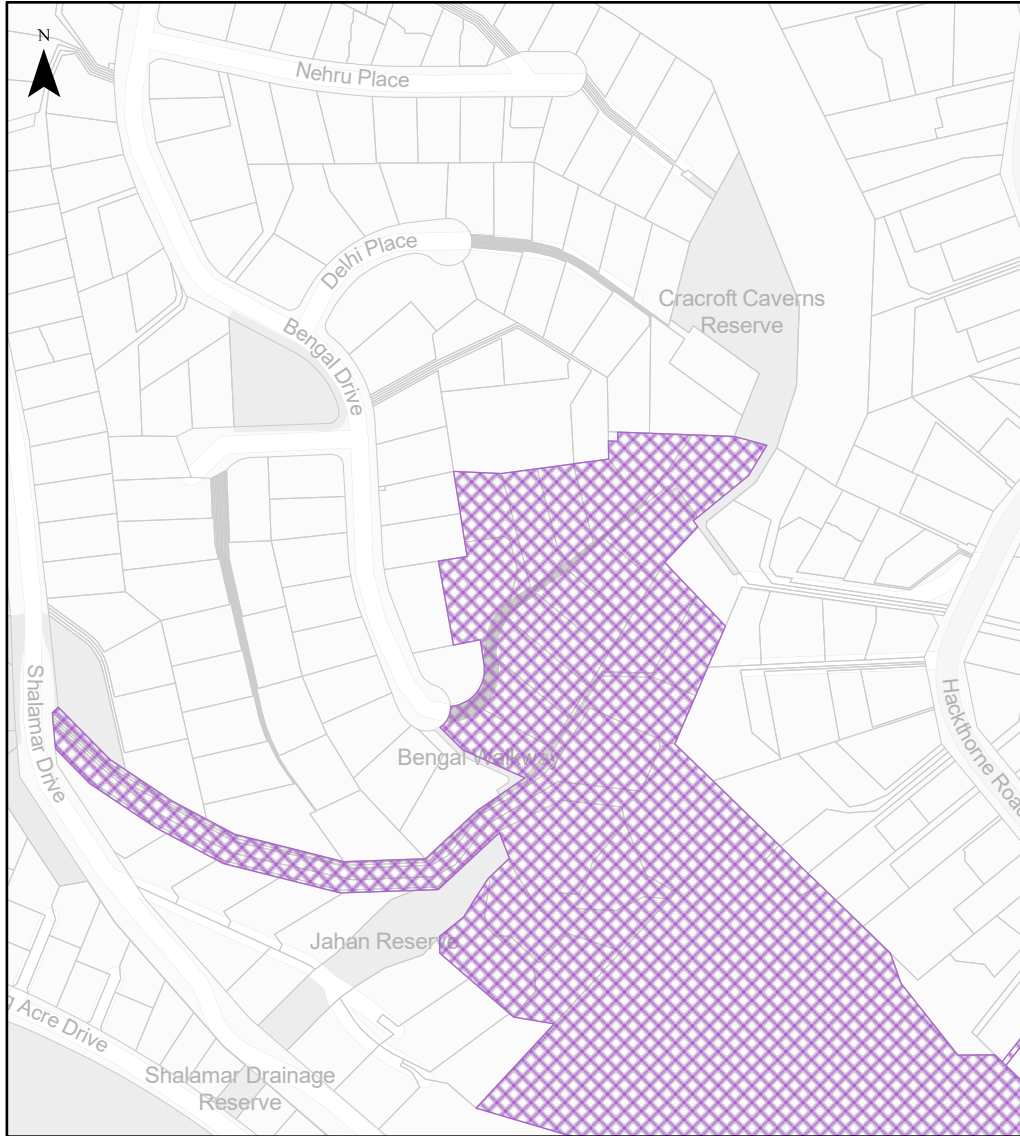 N
Nehru Place
Delhi Place
Cracroft Caverns
Reserve
Bengal Drive
Shalamar Drive
Hackthorne Road
Bengal Walkway
Jahan Reserve
Acre Drive
Shalamar Drainage
Reserve